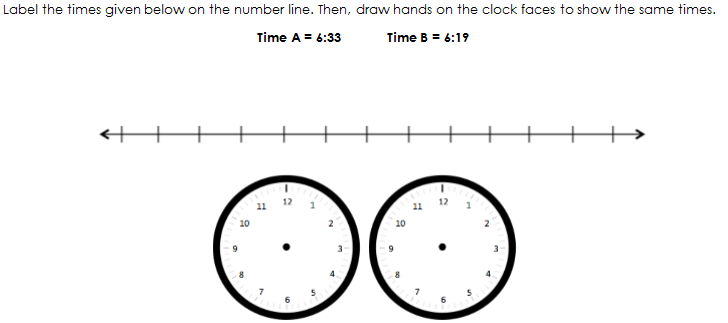 Label the times given below on the number line. Then, draw hands on the clock faces to show the same times.
Time A = 6:33 Time B = 6:19
11 12 1 11 12 1
10 2 10 2
9 3 9 3
8 4 8 4
7 6 5 7 6 5